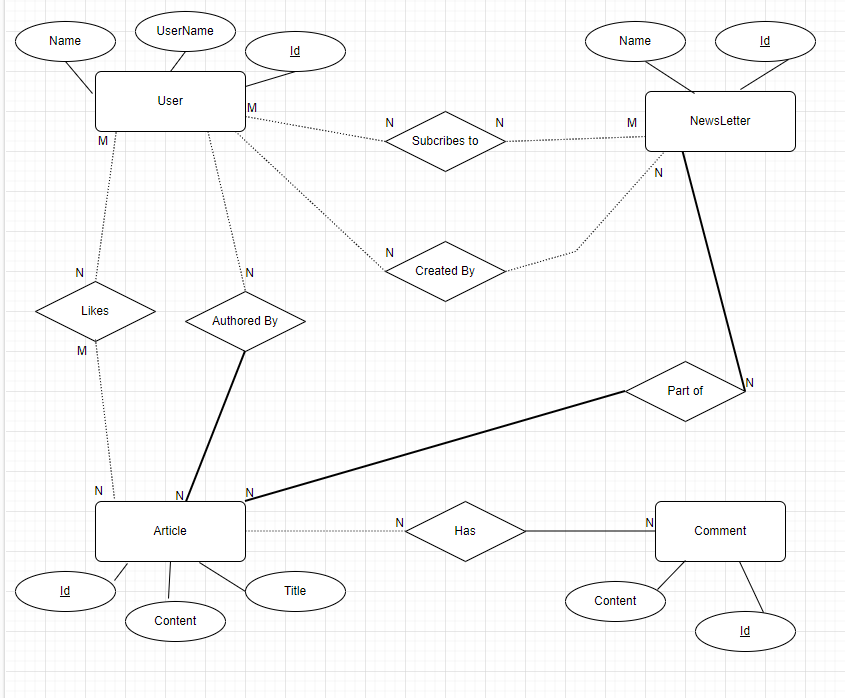 UserName
Name
Id
User
M
M
N
Subcribes to
N
Name
Id
M
NewsLetter
N
N
Created By
N
Likes
M
N
Authored By
Part of
N
N
N
N
Article
N
Has
N
Comment
Id
Content
Title
Content
Id